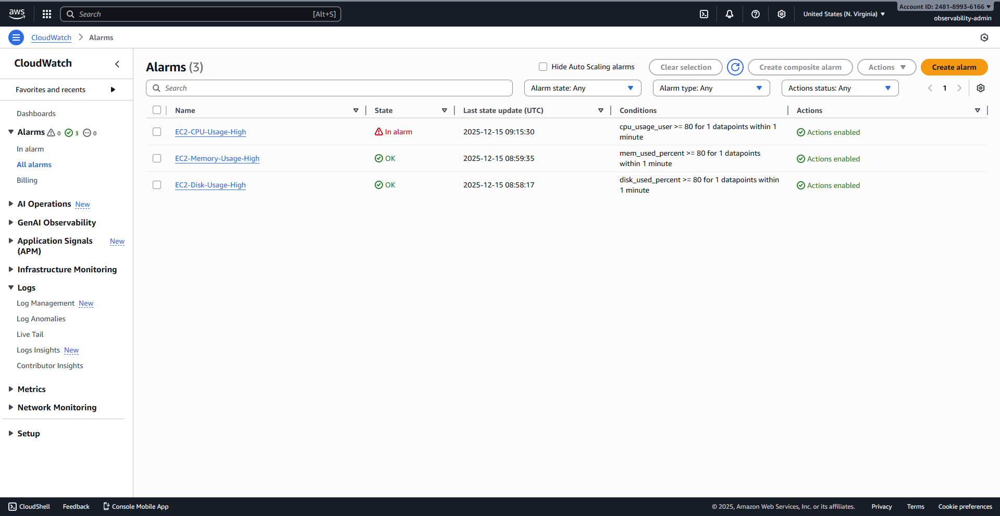 aws
Search [Alt+S]
United States (N. Virginia)
Account ID: 2481-8993-6166
observability-admin
CloudWatch
Alarms
CloudWatch
Favorites and recents
Dashboards
Alarms 0 3 0
In alarm
All alarms
Billing
AI Operations New
GenAI Observability
Application Signals New
(APM)
Infrastructure Monitoring
Logs
Log Management New
Log Anomalies
Live Tail
Logs Insights New
Contributor Insights
Metrics
Network Monitoring
Setup
Alarms (3)
Hide Auto Scaling alarms
Clear selection
Create composite alarm
Actions
Create alarm
Search
Alarm state: Any
Alarm type: Any
Actions status: Any
1
Name State Last state update (UTC) Conditions Actions
EC2-CPU-Usage-High In alarm 2025-12-15 09:15:30 cpu_usage_user >= 80 for 1 datapoints within 1
minute
Actions enabled
EC2-Memory-Usage-High OK 2025-12-15 08:59:35 mem_used_percent >= 80 for 1 datapoints
within 1 minute
Actions enabled
EC2-Disk-Usage-High OK 2025-12-15 08:58:17 disk_used_percent >= 80 for 1 datapoints within
1 minute
Actions enabled
CloudShell Feedback Console Mobile App
© 2025, Amazon Web Services, Inc. or its affiliates. Privacy Terms Cookie preferences